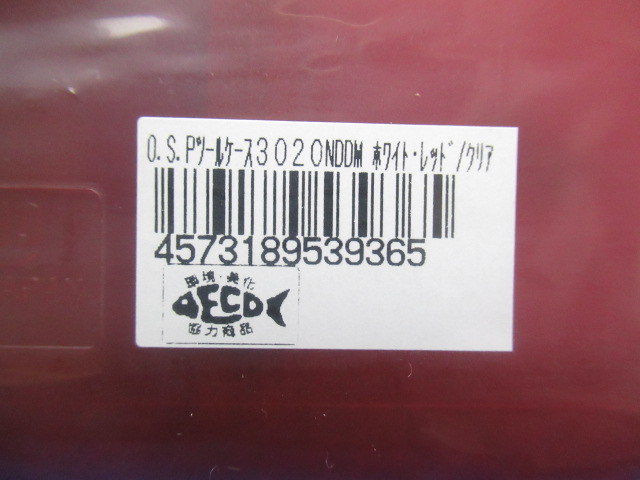 O.S.Pﾂｰﾙｹｰｽ３０２０NDDM ﾎﾜｲﾄ･ﾚｯﾄﾞ/ｸﾘｱ
4573189539365
環境・美化
ECO
協力商品